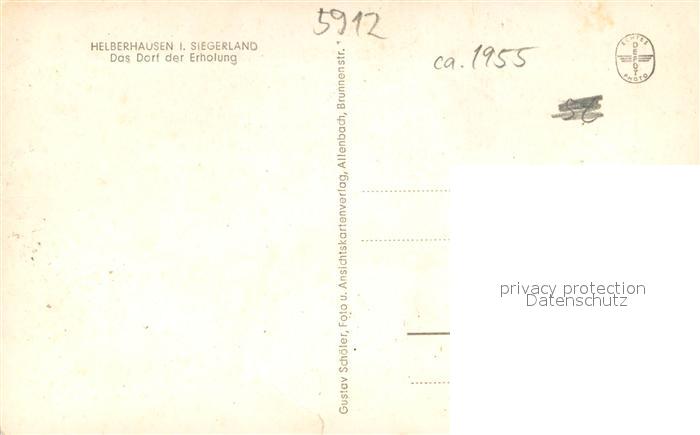 5912
HELBERHAUSEN I. SIEGERLAND
Das Dorf der Erholung
ca. 1955
ECHTES
DEFOT
PHOTO
Gustav Schöler, Foto u. Ansichtskartenverlag, Allenbach, Brunnenstr.
privacy protection
Datenschutz